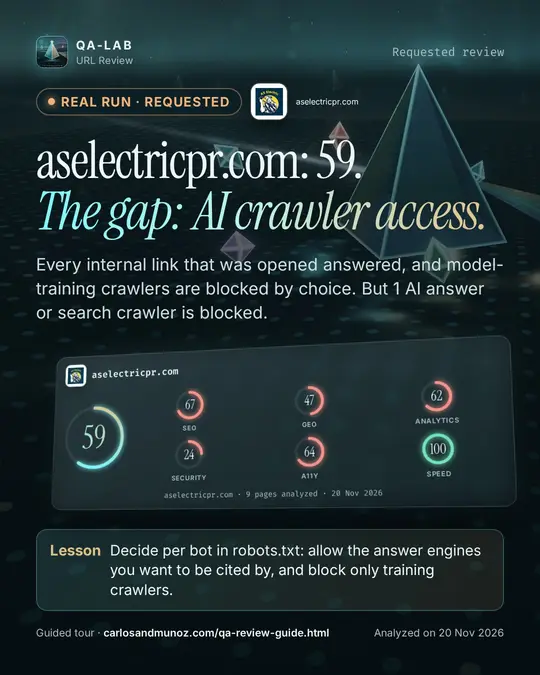 QA-LAB
URL Review
Requested review
REAL RUN · REQUESTED
aselectricpr.com
aselectricpr.com: 59.
The gap: AI crawler access.
Every internal link that was opened answered, and model-
training crawlers are blocked by choice. But 1 AI answer
or search crawler is blocked.
aselectricpr.com
59
67
SEO
47
GEO
62
ANALYTICS
24
SECURITY
64
A11Y
100
SPEED
aselectricpr.com · 9 pages analyzed · 20 Nov 2026
Lesson Decide per bot in robots.txt: allow the answer engines
you want to be cited by, and block only training
crawlers.
Guided tour · carlosandmunoz.com/qa-review-guide.html
Analyzed on 20 Nov 2026